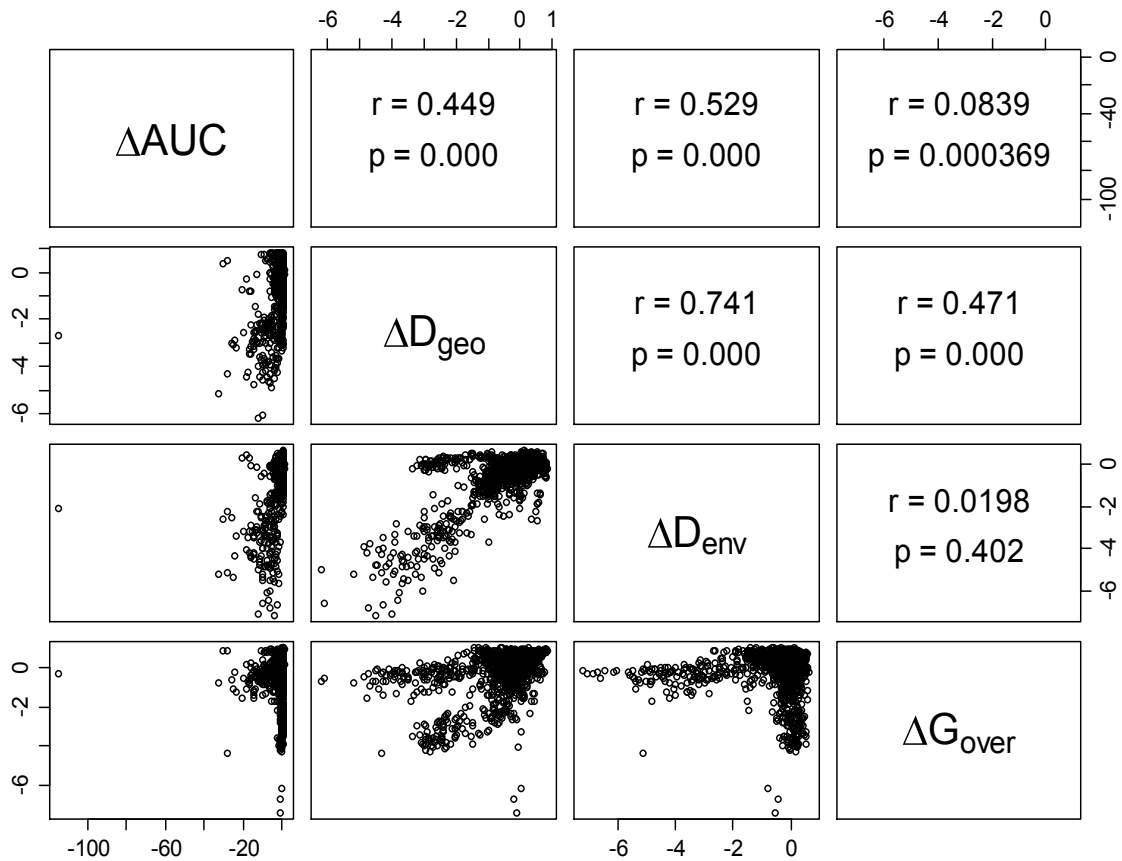 -6 -4 -2 0 1 -6 -4 -2 0
ΔAUC
r = 0.449
p = 0.000
r = 0.529
p = 0.000
r = 0.0839
p = 0.000369
0 -40 -100
0 -2 -4 -6
ΔDgeo
r = 0.741
p = 0.000
r = 0.471
p = 0.000
ΔDenv
r = 0.0198
p = 0.402
0 -2 -4 -6
0 -2 -6
ΔGover
-100 -60 -20 -6 -4 -2 0